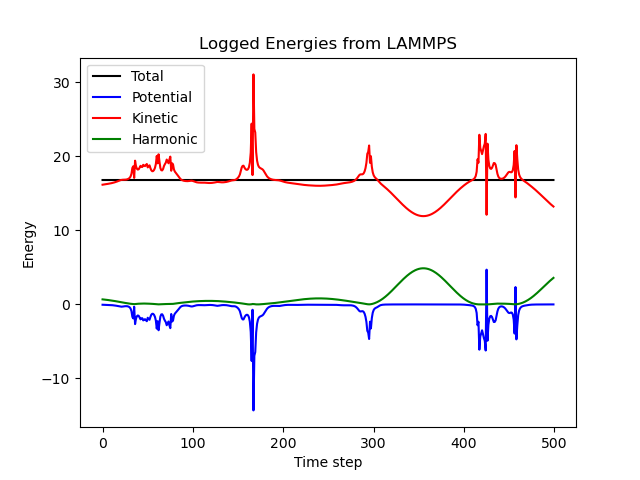 Logged Energies from LAMMPS
Total
Potential
Kinetic
Harmonic
30
20
10
0
−10
Energy
0
100
200
300
400
500
Time step